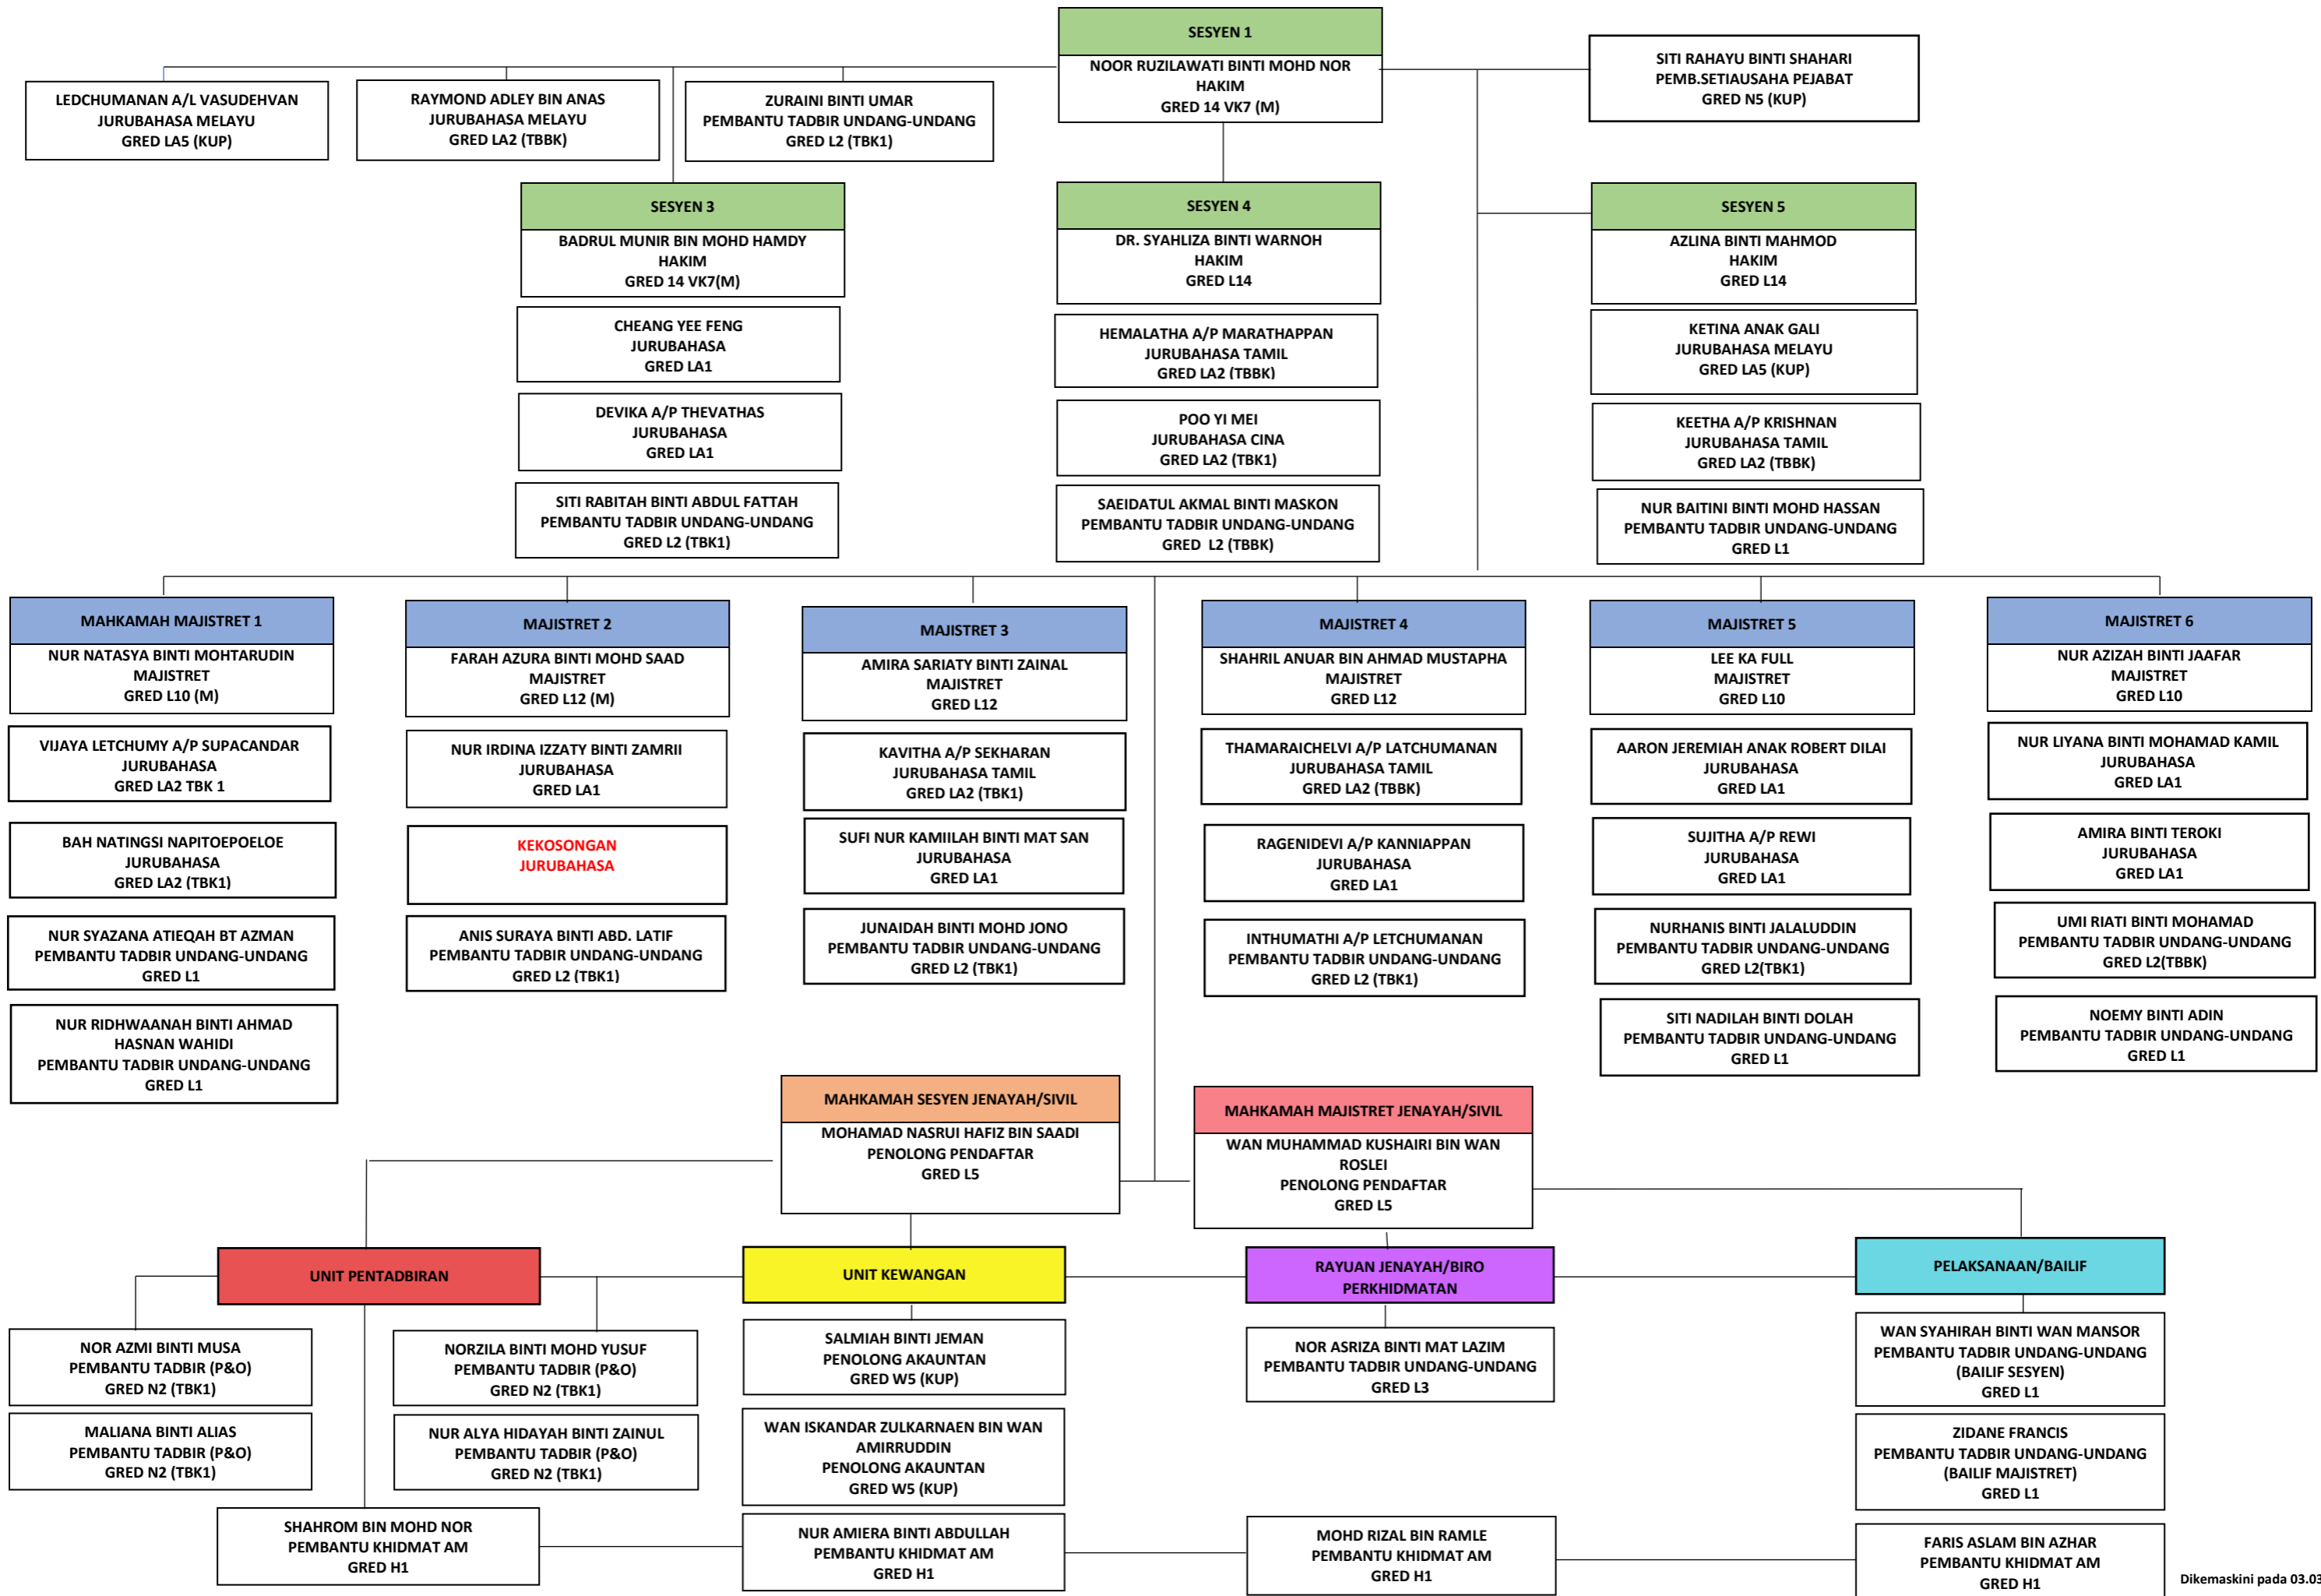 SESYEN 1
NOOR RUZILAWATI BINTI MOHD NOR
HAKIM
GRED 14 VK7 (M)
SITI RAHAYU BINTI SHAHARI
PEMB.SETIAUSAHA PEJABAT
GRED N5 (KUP)
LEDCHUMANAN A/L VASUDEHVAN
JURUBAHASA MELAYU
GRED LA5 (KUP)
RAYMOND ADLEY BIN ANAS
JURUBAHASA MELAYU
GRED LA2 (TBBK)
ZURAINI BINTI UMAR
PEMBANTU TADBIR UNDANG-UNDANG
GRED L2 (TBK1)
SESYEN 3
BADRUL MUNIR BIN MOHD HAMDY
HAKIM
GRED 14 VK7(M)
CHEANG YEE FENG
JURUBAHASA
GRED LA1
DEVIKA A/P THEVATHAS
JURUBAHASA
GRED LA1
SITI RABITAH BINTI ABDUL FATTAH
PEMBANTU TADBIR UNDANG-UNDANG
GRED L2 (TBK1)
SESYEN 4
DR. SYAHLIZA BINTI WARNOH
HAKIM
GRED L14
HEMALATHA A/P MARATHAPPAN
JURUBAHASA TAMIL
GRED LA2 (TBBK)
POO YI MEI
JURUBAHASA CINA
GRED LA2 (TBK1)
SAEIDATUL AKMAL BINTI MASKON
PEMBANTU TADBIR UNDANG-UNDANG
GRED L2 (TBBK)
SESYEN 5
AZLINA BINTI MAHMOD
HAKIM
GRED L14
KETINA ANAK GALI
JURUBAHASA MELAYU
GRED LA5 (KUP)
KEETHA A/P KRISHNAN
JURUBAHASA TAMIL
GRED LA2 (TBBK)
NUR BAITINI BINTI MOHD HASSAN
PEMBANTU TADBIR UNDANG-UNDANG
GRED L1
MAHKAMAH MAJISTRET 1
NUR NATASYA BINTI MOHTARUDIN
MAJISTRET
GRED L10 (M)
VIJAYA LETCHUMY A/P SUPACANDAR
JURUBAHASA
GRED LA2 TBK 1
BAH NATINGSI NAPITOEPOELOE
JURUBAHASA
GRED LA2 (TBK1)
NUR SYAZANA ATIEQAH BT AZMAN
PEMBANTU TADBIR UNDANG-UNDANG
GRED L1
NUR RIDHWAANAH BINTI AHMAD
HASNAN WAHIDI
PEMBANTU TADBIR UNDANG-UNDANG
GRED L1
MAJISTRET 2
FARAH AZURA BINTI MOHD SAAD
MAJISTRET
GRED L12 (M)
NUR IRDINA IZZATY BINTI ZAMRII
JURUBAHASA
GRED LA1
KEKOSONGAN
JURUBAHASA
ANIS SURAYA BINTI ABD. LATIF
PEMBANTU TADBIR UNDANG-UNDANG
GRED L2 (TBK1)
MAJISTRET 3
AMIRA SARIATY BINTI ZAINAL
MAJISTRET
GRED L12
KAVITHA A/P SEKHARAN
JURUBAHASA TAMIL
GRED LA2 (TBK1)
SUFI NUR KAMIILAH BINTI MAT SAN
JURUBAHASA
GRED LA1
JUNAIDAH BINTI MOHD JONO
PEMBANTU TADBIR UNDANG-UNDANG
GRED L2 (TBK1)
MAJISTRET 4
SHAHRIL ANUAR BIN AHMAD MUSTAPHA
MAJISTRET
GRED L12
THAMARAICHELVI A/P LATCHUMANAN
JURUBAHASA TAMIL
GRED LA2 (TBBK)
RAGENIDEVI A/P KANNIAPPAN
JURUBAHASA
GRED LA1
INTHUMATHI A/P LETCHUMANAN
PEMBANTU TADBIR UNDANG-UNDANG
GRED L2 (TBK1)
MAJISTRET 5
LEE KA FULL
MAJISTRET
GRED L10
AARON JEREMIAH ANAK ROBERT DILAI
JURUBAHASA
GRED LA1
SUJITHA A/P REWI
JURUBAHASA
GRED LA1
NURHANIS BINTI JALALUDDIN
PEMBANTU TADBIR UNDANG-UNDANG
GRED L2(TBK1)
SITI NADILAH BINTI DOLAH
PEMBANTU TADBIR UNDANG-UNDANG
GRED L1
MAJISTRET 6
NUR AZIZAH BINTI JAAFAR
MAJISTRET
GRED L10
NUR LIYANA BINTI MOHAMAD KAMIL
JURUBAHASA
GRED LA1
AMIRA BINTI TEROKI
JURUBAHASA
GRED LA1
UMI RIATI BINTI MOHAMAD
PEMBANTU TADBIR UNDANG-UNDANG
GRED L2(TBBK)
NOEMY BINTI ADIN
PEMBANTU TADBIR UNDANG-UNDANG
GRED L1
MAHKAMAH SESYEN JENAYAH/SIVIL
MOHAMAD NASRUI HAFIZ BIN SAADI
PENOLONG PENDAFTAR
GRED L5
MAHKAMAH MAJISTRET JENAYAH/SIVIL
WAN MUHAMMAD KUSHAIRI BIN WAN
ROSLEI
PENOLONG PENDAFTAR
GRED L5
UNIT PENTADBIRAN
NOR AZMI BINTI MUSA
PEMBANTU TADBIR (P&O)
GRED N2 (TBK1)
MALIANA BINTI ALIAS
PEMBANTU TADBIR (P&O)
GRED N2 (TBK1)
NORZILA BINTI MOHD YUSUF
PEMBANTU TADBIR (P&O)
GRED N2 (TBK1)
NUR ALYA HIDAYAH BINTI ZAINUL
PEMBANTU TADBIR (P&O)
GRED N2 (TBK1)
UNIT KEWANGAN
SALMIAH BINTI JEMAN
PENOLONG AKAUNTAN
GRED W5 (KUP)
WAN ISKANDAR ZULKARNAEN BIN WAN
AMIRRUDDIN
PENOLONG AKAUNTAN
GRED W5 (KUP)
RAYUAN JENAYAH/BIRO
PERKHIDMATAN
NOR ASRIZA BINTI MAT LAZIM
PEMBANTU TADBIR UNDANG-UNDANG
GRED L3
PELAKSANAAN/BAILIF
WAN SYAHIRAH BINTI WAN MANSOR
PEMBANTU TADBIR UNDANG-UNDANG
(BAILIF SESYEN)
GRED L1
ZIDANE FRANCIS
PEMBANTU TADBIR UNDANG-UNDANG
(BAILIF MAJISTRET)
GRED L1
SHAHROM BIN MOHD NOR
PEMBANTU KHIDMAT AM
GRED H1
NUR AMIERA BINTI ABDULLAH
PEMBANTU KHIDMAT AM
GRED H1
MOHD RIZAL BIN RAMLE
PEMBANTU KHIDMAT AM
GRED H1
FARIS ASLAM BIN AZHAR
PEMBANTU KHIDMAT AM
GRED H1
Dikemaskini pada 03.03